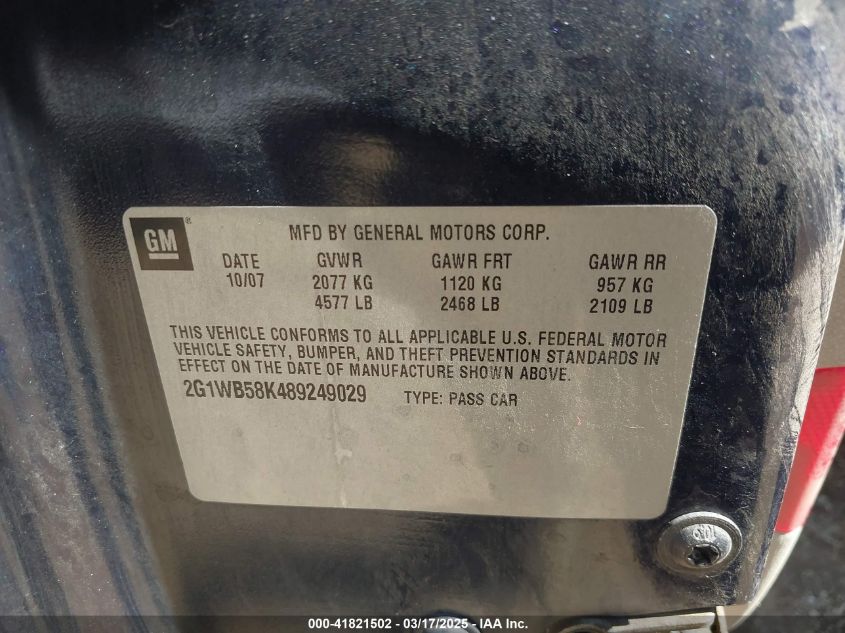 GM®
MFD BY GENERAL MOTORS CORP.
DATE GVWR GAWR FRT GAWR RR
10/07 2077 KG 1120 KG 957 KG
4577 LB 2468 LB 2109 LB
THIS VEHICLE CONFORMS TO ALL APPLICABLE U.S. FEDERAL MOTOR
VEHICLE SAFETY, BUMPER, AND THEFT PREVENTION STANDARDS IN
EFFECT ON THE DATE OF MANUFACTURE SHOWN ABOVE.
2G1WB58K489249029 TYPE: PASS CAR
000-41821502 - 03/17/2025 - IAA Inc.